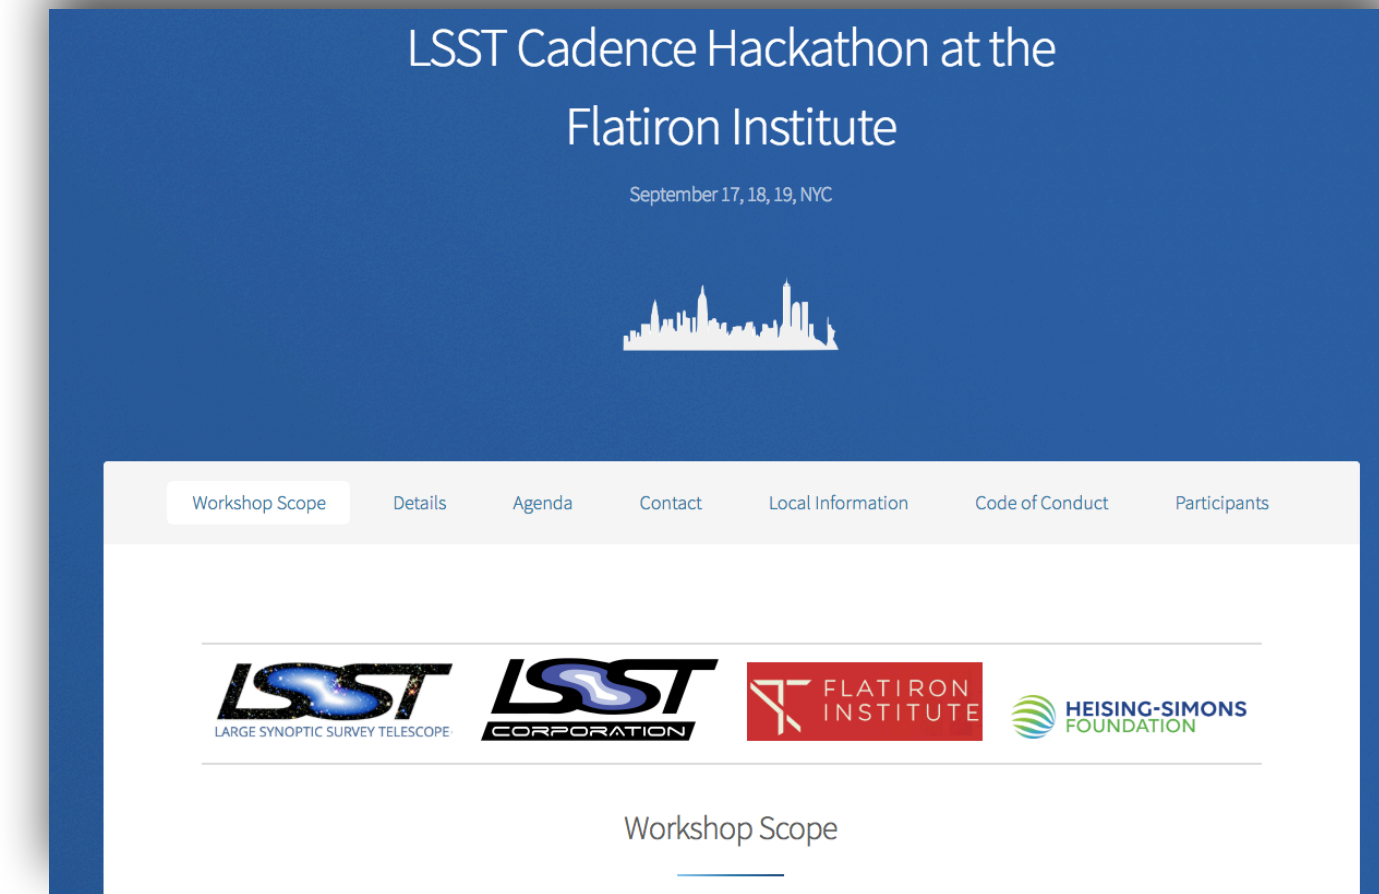 LSST Cadence Hackathon at the
Flatiron Institute
September 17, 18, 19, NYC
Workshop Scope Details Agenda Contact Local Information Code of Conduct Participants
LSST
LARGE SYNOPTIC SURVEY TELESCOPE
LSST
CORPORATION
FLATIRON
INSTITUTE
HEISING-SIMONS
FOUNDATION
Workshop Scope